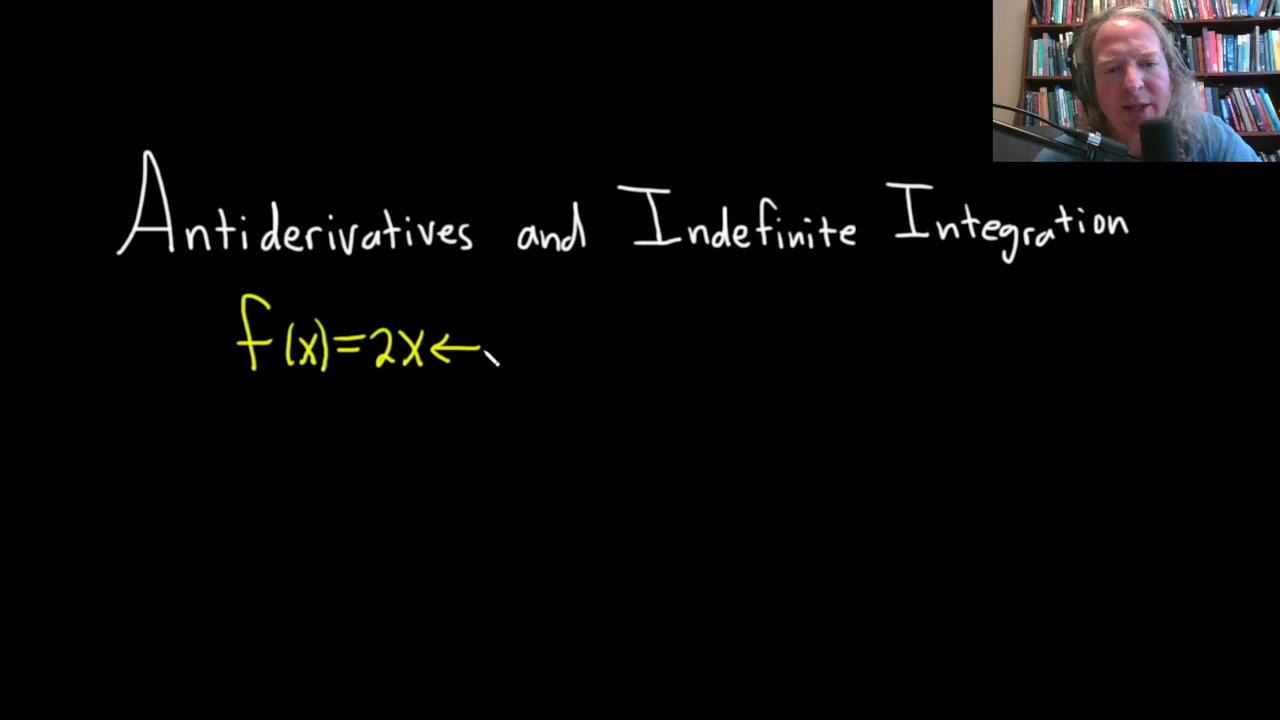 Antiderivatives and Indefinite Integration
f(x)=2x←